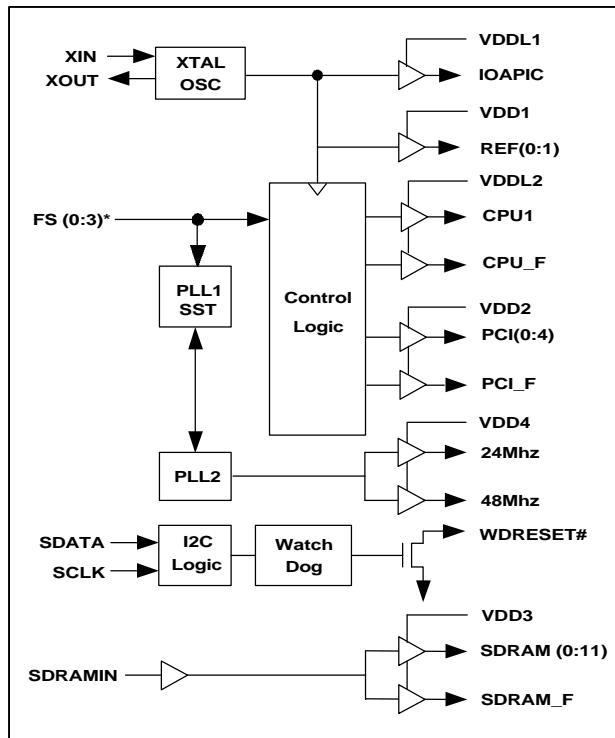 XIN
XOUT
XTAL
OSC
VDDL1
IOAPIC
VDD1
REF(0:1)
VDDL2
FS (0:3)*
CPU1
CPU_F
PLL1
SST
Control
Logic
VDD2
PCI(0:4)
PCI_F
VDD4
PLL2
24Mhz
48Mhz
SDATA
SCLK
I2C
Logic
Watch
Dog
WDRESET#
VDD3
SDRAM (0:11)
SDRAMIN
SDRAM_F